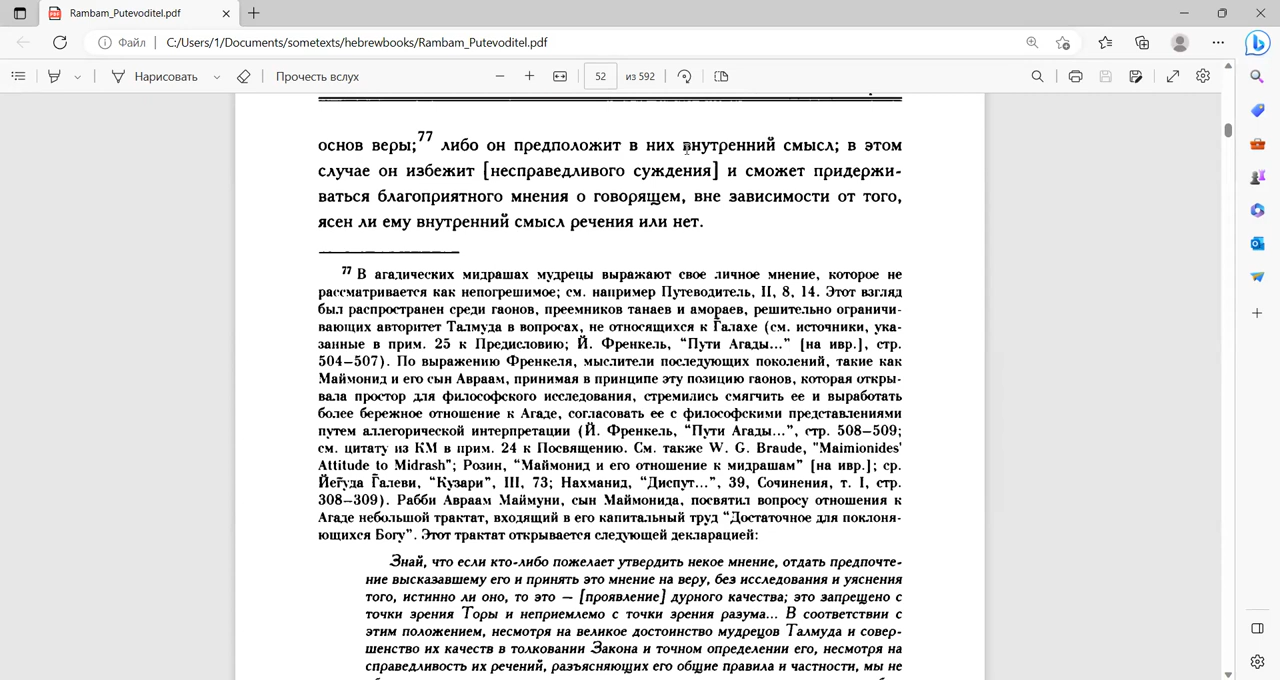 Rambam_Putevoditel.pdf
Файл
C:/Users/1/Documents/sometexts/hebrewbooks/Rambam_Putevoditel.pdf
Нарисовать
Прочесть вслух
52 из 592
основ веры;77 либо он предположит в них внутренний смысл; в этом
случае он избежит [несправедливого суждения] и сможет придержи-
ваться благоприятного мнения о говорящем, вне зависимости от того,
ясен ли ему внутренний смысл речения или нет.
77 В агадических мидрашах мудрецы выражают свое личное мнение, которое не
рассматривается как непогрешимое; см. например Путеводитель, II, 8, 14. Этот взгляд
был распространен среди гаонов, преемников танаев и амораев, решительно ограничи-
вающих авторитет Талмуда в вопросах, не относящихся к Г̄алахе (см. источники, ука-
занные в прим. 25 к Предисловию; Й. Френкель, “Пути Агады...” [на ивр.], стр.
504–507). По выражению Френкеля, мыслители последующих поколений, такие как
Маймонид и его сын Авраам, принимая в принципе эту позицию гаонов, которая откры-
вала простор для философского исследования, стремились смягчить ее и выработать
более бережное отношение к Агаде, согласовать ее с философскими представлениями
путем аллегорической интерпретации (Й. Френкель, “Пути Агады...”, стр. 508–509;
см. цитату из КМ в прим. 24 к Посвящению. См. также W. G. Braude, "Maimionides'
Attitude to Midrash"; Розин, “Маймонид и его отношение к мидрашам” [на ивр.]; ср.
Йег̄уда Г̄алеви, “Кузари”, III, 73; Нахманид, “Диспут...”, 39, Сочинения, т. I, стр.
308–309). Рабби Авраам Маймуни, сын Маймонида, посвятил вопросу отношения к
Агаде небольшой трактат, входящий в его капитальный труд “Достаточное для поклоня-
ющихся Богу”. Этот трактат открывается следующей декларацией:
Знай, что если кто-либо пожелает утвердить некое мнение, отдать предпочте-
ние высказавшему его и принять это мнение на веру, без исследования и уяснения
того, истинно ли оно, то это — [проявление] дурного качества; это запрещено с
точки зрения Торы и неприемлемо с точки зрения разума... В соответствии с
этим положением, несмотря на великое достоинство мудрецов Талмуда и совер-
шенство их качеств в толковании Закона и точном определении его, несмотря на
справедливость их речений, разъясняющих его общие правила и частности, мы не